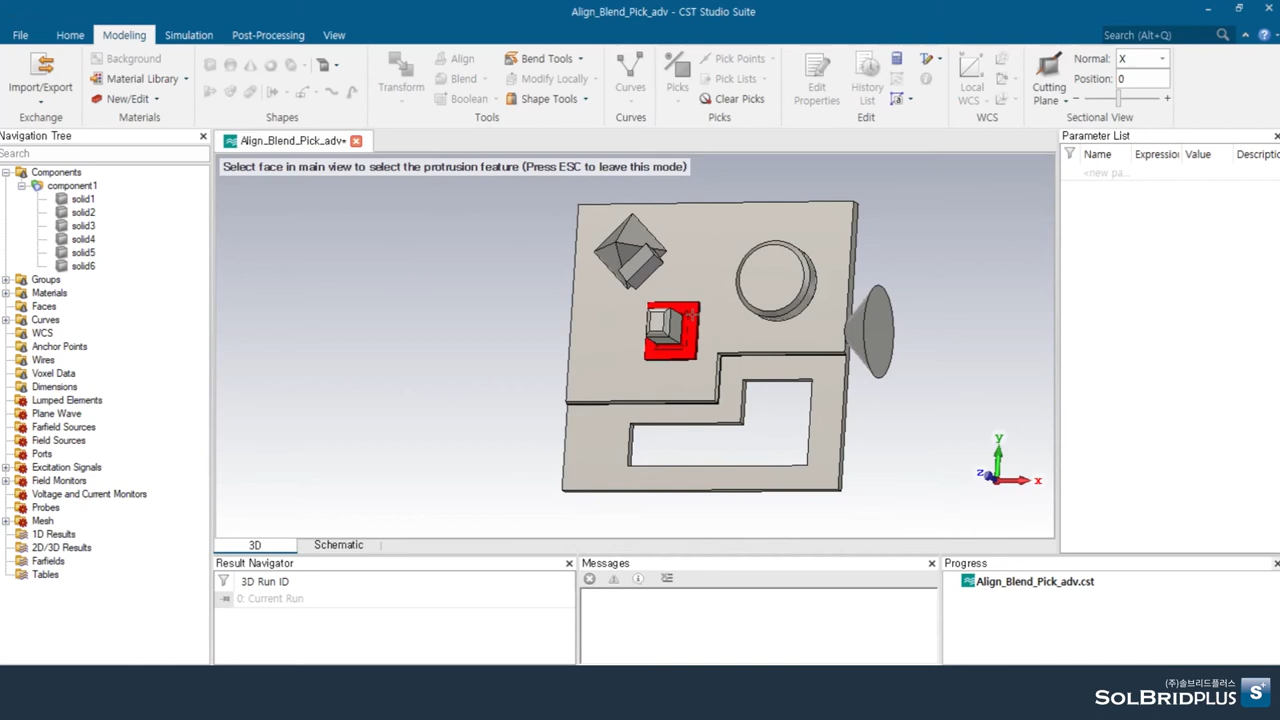 Align_Blend_Pick_adv - CST Studio Suite
File Home Modeling Simulation Post-Processing View
Search (Alt+Q)
Import/Export
Exchange
Background
Material Library
New/Edit
Materials
Shapes
Transform
Align
Blend
Boolean
Bend Tools
Modify Locally
Shape Tools
Tools
Curves
Curves
Picks
Pick Points
Pick Lists
Clear Picks
Picks
Edit
Properties
History
List
Edit
Local
WCS
WCS
Cutting
Plane
Normal: X
Position: 0
Sectional View
Navigation Tree
Search
Components
component1
solid1
solid2
solid3
solid4
solid5
solid6
Groups
Materials
Faces
Curves
WCS
Anchor Points
Wires
Voxel Data
Dimensions
Lumped Elements
Plane Wave
Farfield Sources
Field Sources
Ports
Excitation Signals
Field Monitors
Voltage and Current Monitors
Probes
Mesh
1D Results
2D/3D Results
Farfields
Tables
Align_Blend_Pick_adv*
Select face in main view to select the protrusion feature (Press ESC to leave this mode)
y
z
x
3D Schematic
Parameter List
Name Expression Value Descripti
<new pa...
Result Navigator
3D Run ID
0: Current Run
Messages
Progress
Align_Blend_Pick_adv.cst
(주)솔브리드플러스
SOLBRIDPLUS S+